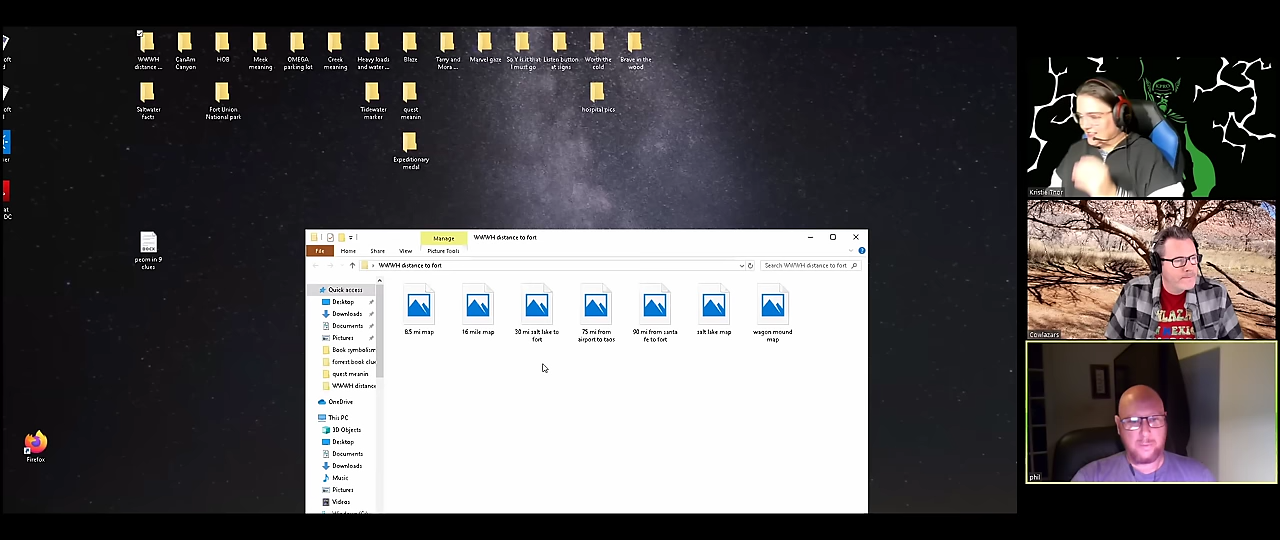 WWWH
distance ...
CanAm
Canyon
HOB
Meek
meaning
OMEGA
parking lot
Creek
meaning
Heavy loads
and water ...
Blaze
Tarry and
Mora ...
Marvel gaze
So Y is it that
I must go
Listen button
at signs
Worth the
cold
Brave in the
wood
Saltwater
facts
Fort Union
National park
Tidewater
marker
quest
meanin
hospital pics
Expeditionary
medal
peom in 9
clues
DOCX
Firefox
Manage
WWWH distance to fort
File
Home
Share
View
Picture Tools
WWWH distance to fort
Search WWWH distance to fort
Quick access
Desktop
Downloads
Documents
Pictures
Book symbolism
forrest book clue
quest meanin
WWWH distance
OneDrive
This PC
3D Objects
Desktop
Documents
Downloads
Music
Pictures
Videos
8.5 mi map
16 mile map
30 mi salt lake to
fort
75 mi from
airport to taos
90 mi from santa
fe to fort
salt lake map
wagon mound
map
Cowlazars
phil